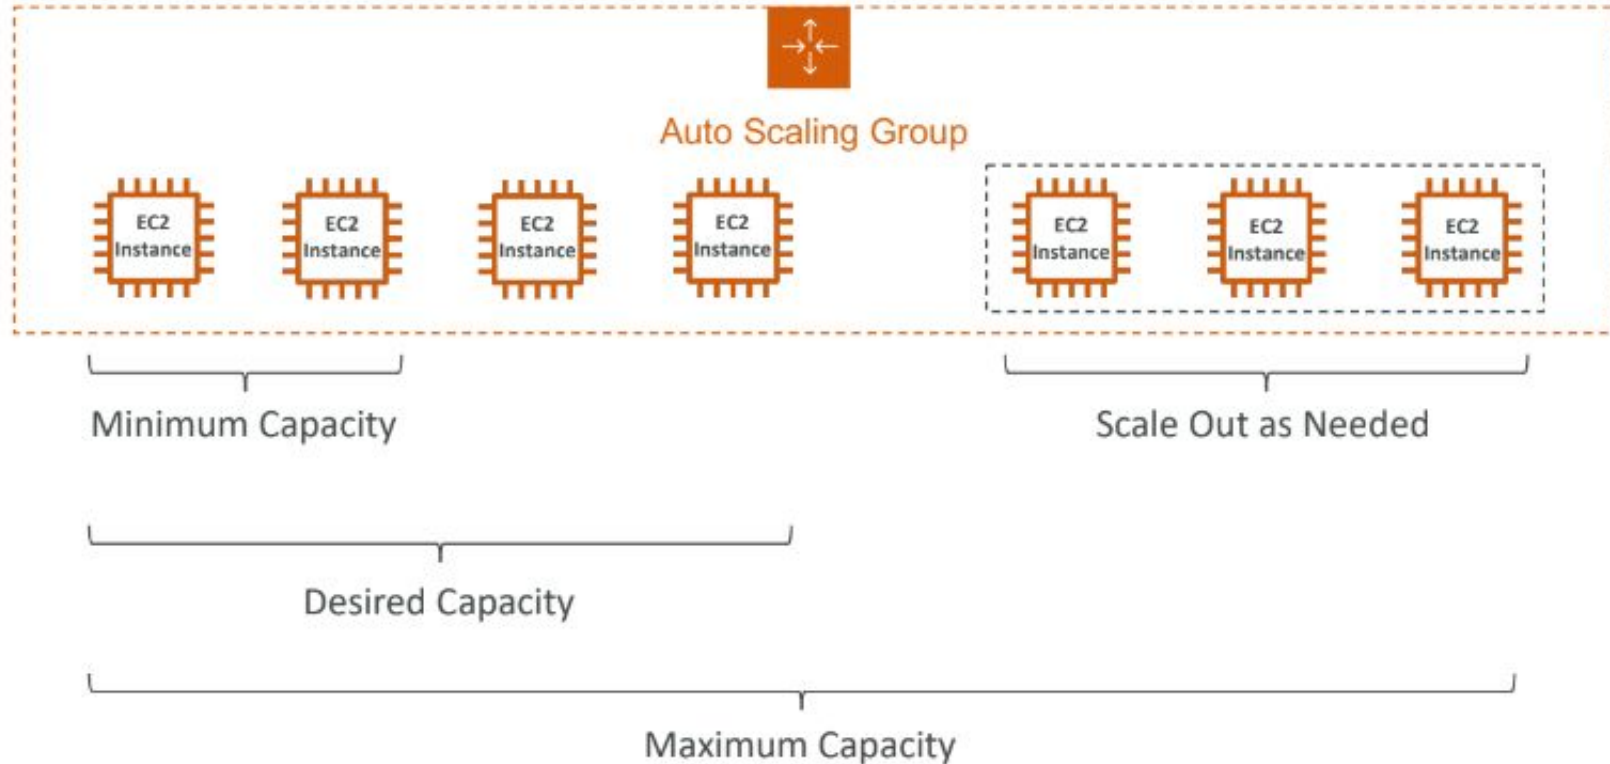 Auto Scaling Group
EC2
Instance
EC2
Instance
EC2
Instance
EC2
Instance
EC2
Instance
EC2
Instance
EC2
Instance
Minimum Capacity
Scale Out as Needed
Desired Capacity
Maximum Capacity